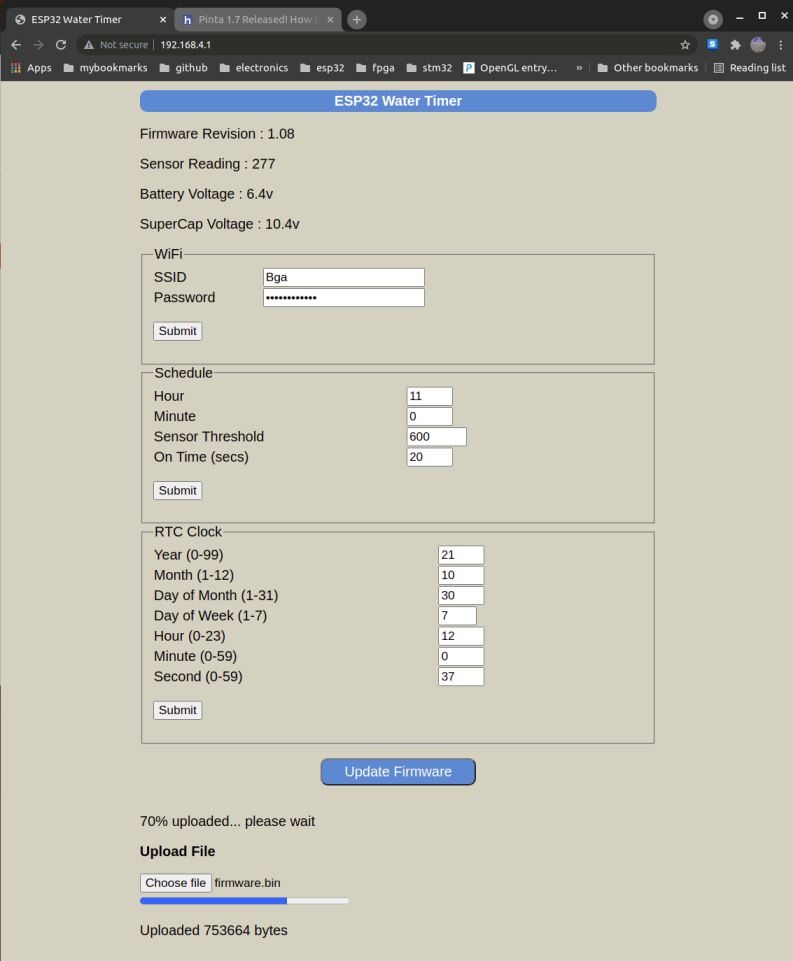 ESP32 Water Timer
Pinta 1.7 Released! How t
Not secure | 192.168.4.1
Apps mybookmarks github electronics esp32 fpga stm32 OpenGL entry… » Other bookmarks Reading list
ESP32 Water Timer
Firmware Revision : 1.08
Sensor Reading : 277
Battery Voltage : 6.4v
SuperCap Voltage : 10.4v
WiFi
SSID Bga
Password ••••••••••••
Submit
Schedule
Hour 11
Minute 0
Sensor Threshold 600
On Time (secs) 20
Submit
RTC Clock
Year (0-99) 21
Month (1-12) 10
Day of Month (1-31) 30
Day of Week (1-7) 7
Hour (0-23) 12
Minute (0-59) 0
Second (0-59) 37
Submit
Update Firmware
70% uploaded... please wait
Upload File
Choose file firmware.bin
Uploaded 753664 bytes